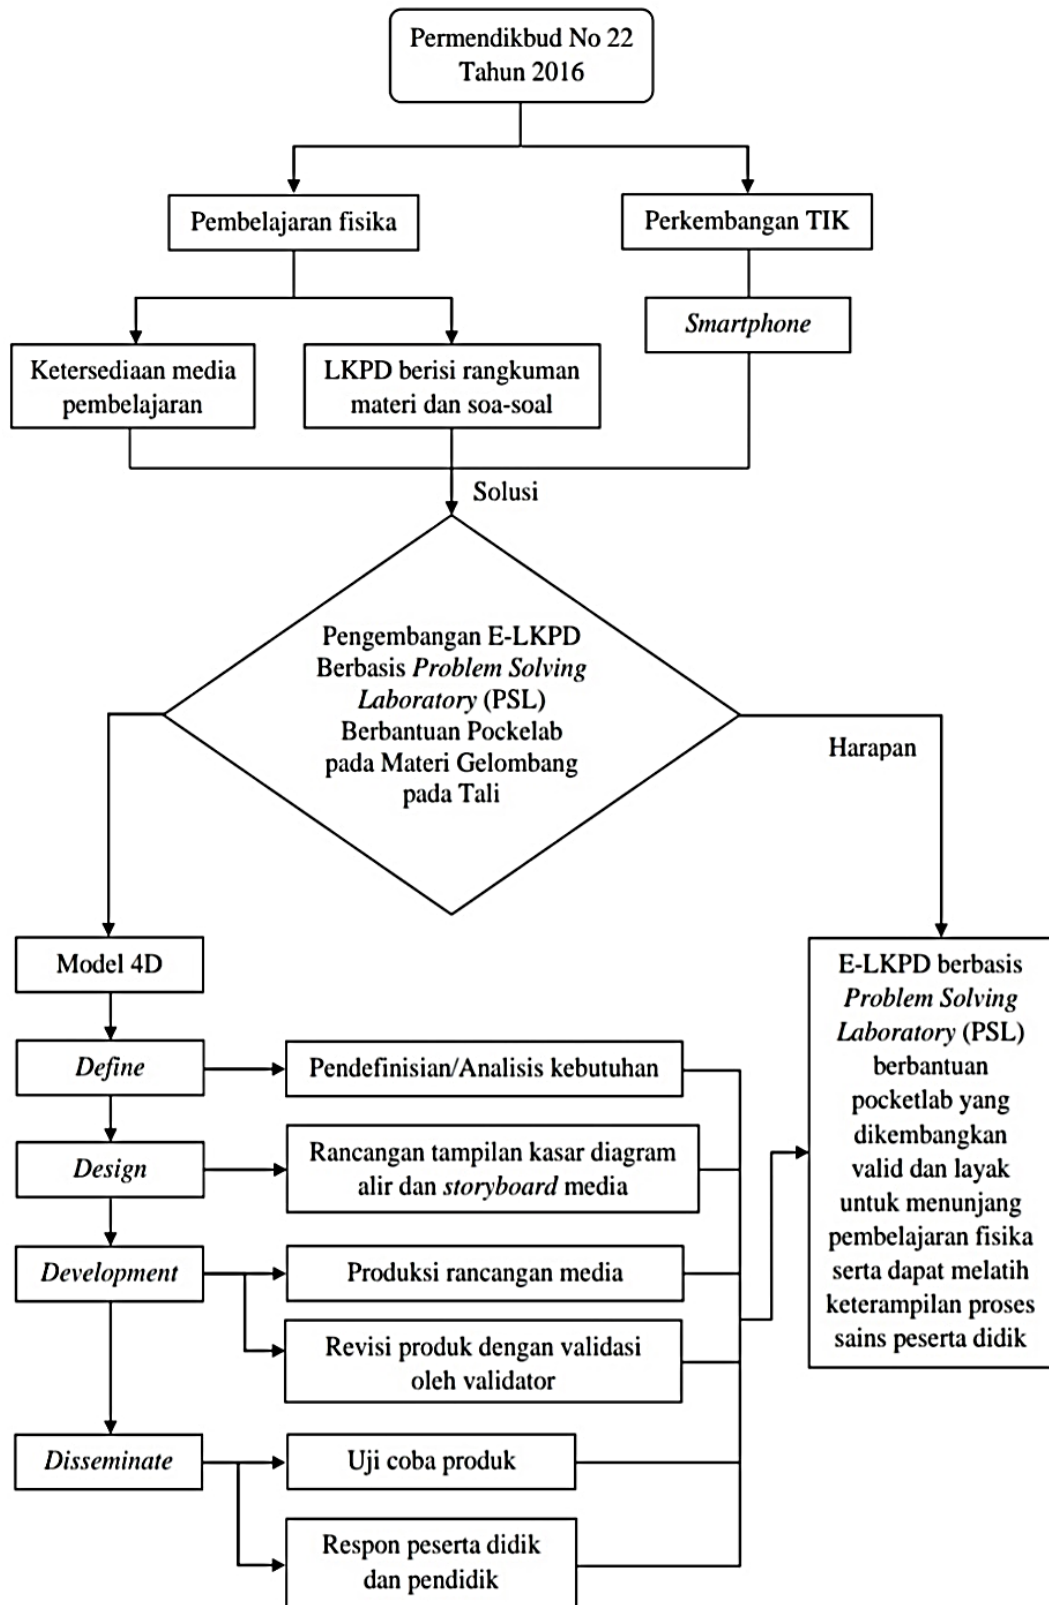 Permendikbud No 22
Tahun 2016
Pembelajaran fisika
Perkembangan TIK
Smartphone
Ketersediaan media
pembelajaran
LKPD berisi rangkuman
materi dan soa-soal
Solusi
Pengembangan E-LKPD
Berbasis Problem Solving
Laboratory (PSL)
Berbantuan Pockelab
pada Materi Gelombang
pada Tali
Harapan
Model 4D
Define
Pendefinisian/Analisis kebutuhan
Design
Rancangan tampilan kasar diagram
alir dan storyboard media
Development
Produksi rancangan media
Revisi produk dengan validasi
oleh validator
Disseminate
Uji coba produk
Respon peserta didik
dan pendidik
E-LKPD berbasis
Problem Solving
Laboratory (PSL)
berbantuan
pocketlab yang
dikembangkan
valid dan layak
untuk menunjang
pembelajaran fisika
serta dapat melatih
keterampilan proses
sains peserta didik